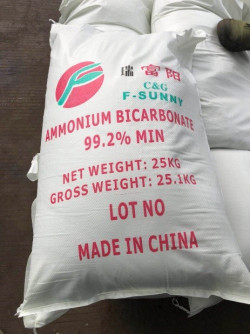 瑞富阳
C&G
F-SUNNY
AMMONIUM BICARBONATE
99.2% MIN
NET WEIGHT: 25KG
GROSS WEIGHT: 25.1KG
LOT NO
MADE IN CHINA